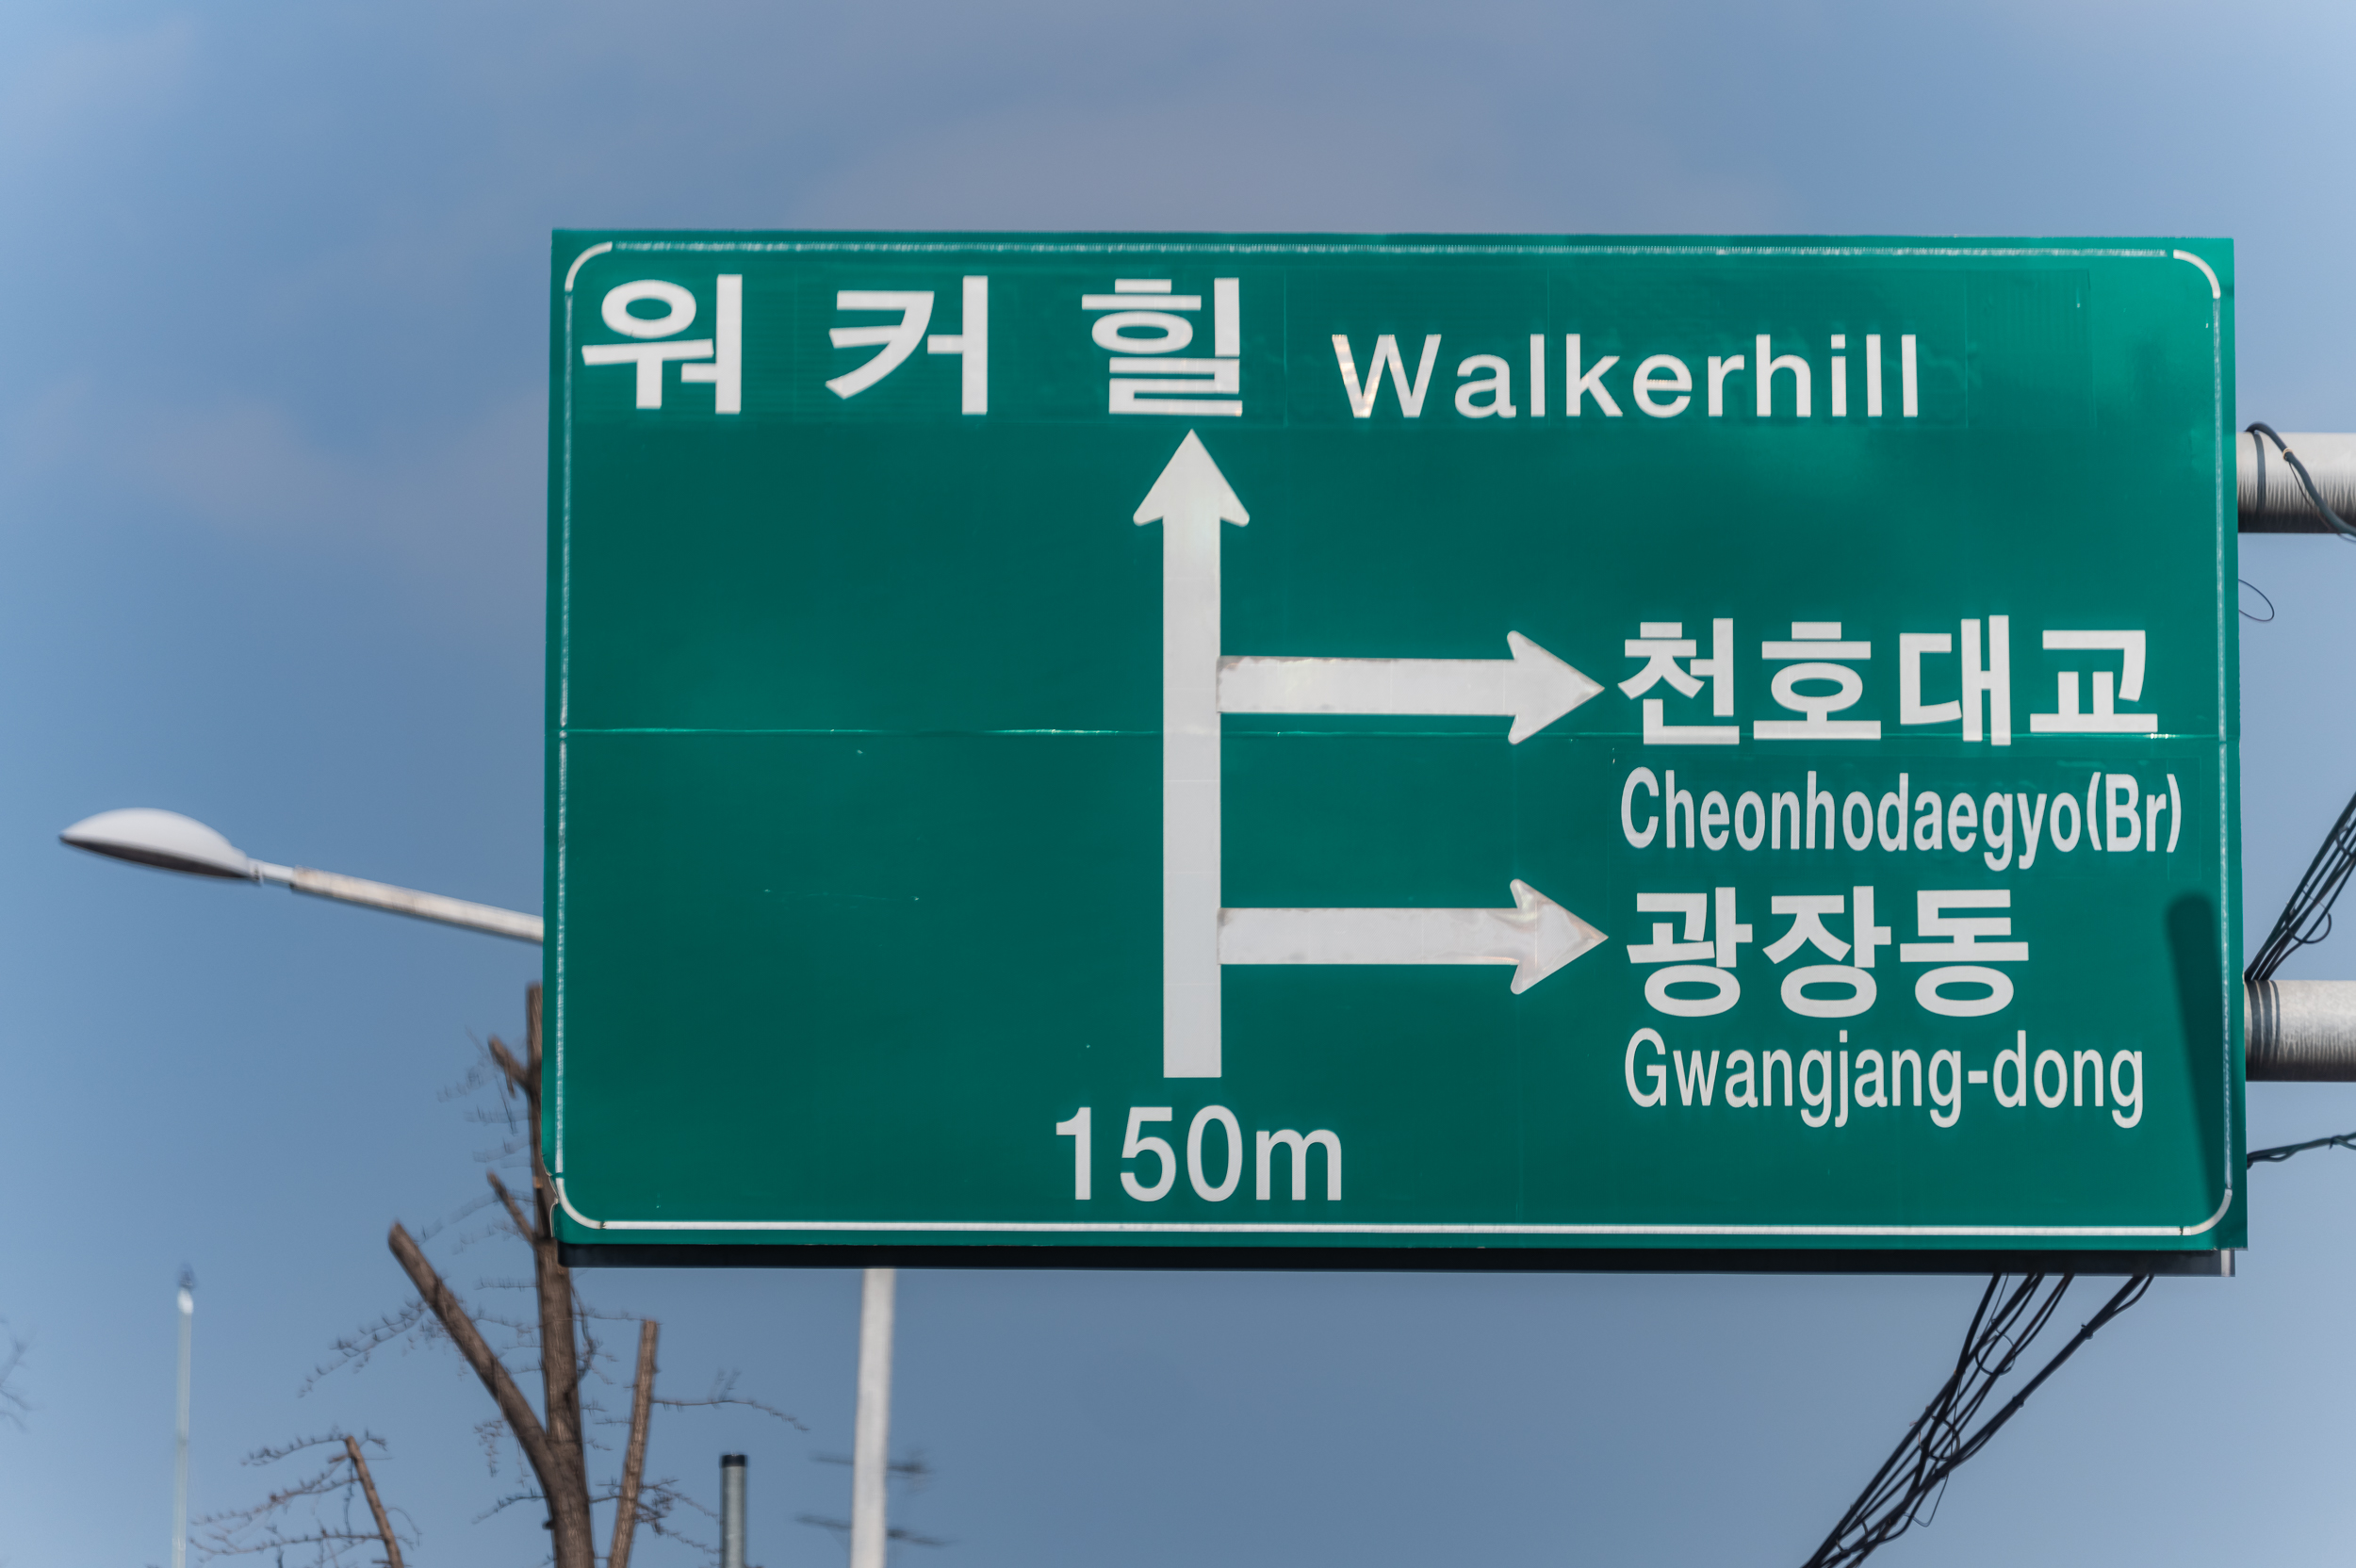 워커힐 Walkerhill
천호대교
Cheonhodaegyo(Br)
광장동
Gwangjang-dong
150m